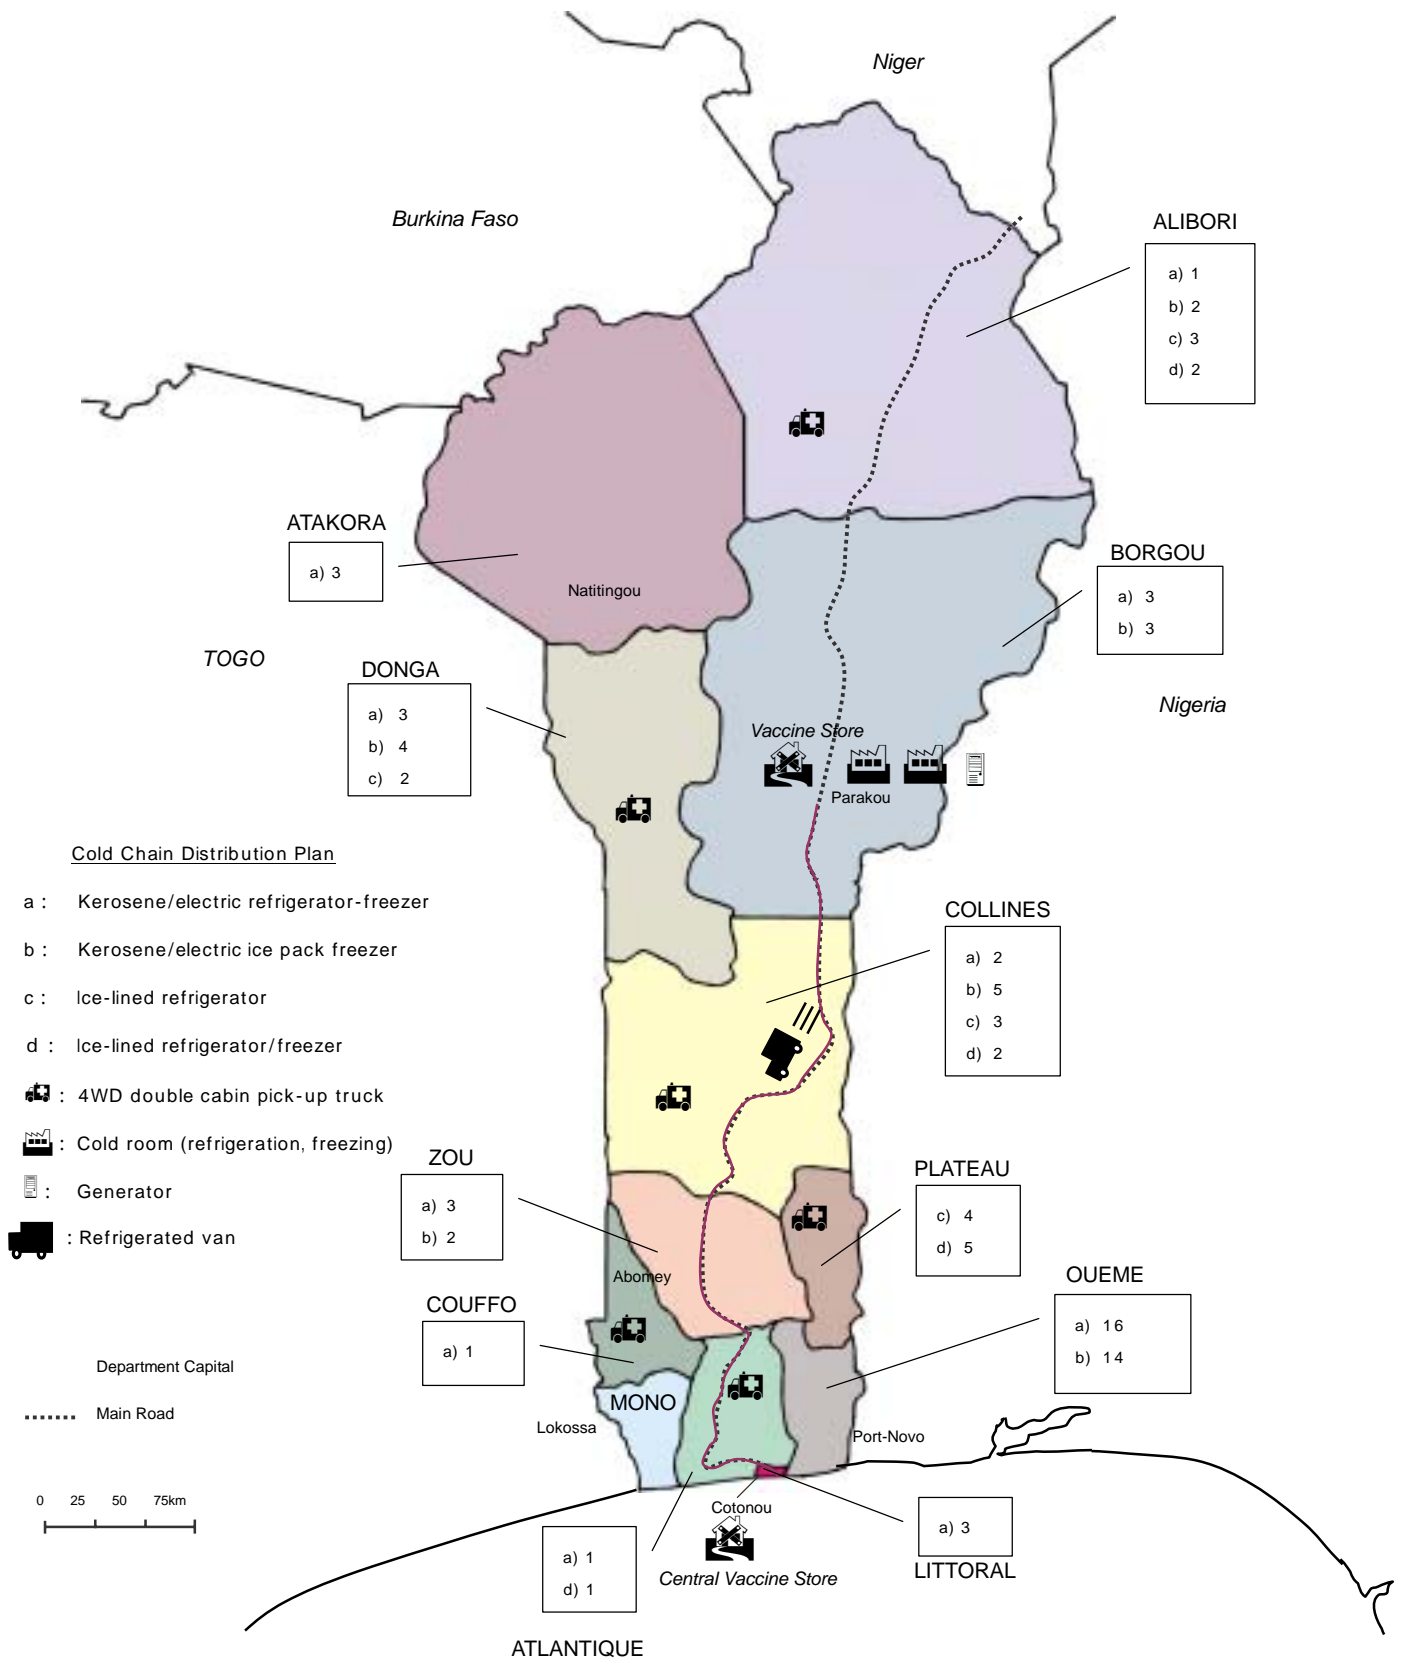 Niger
Burkina Faso
ALIBORI
a) 1
b) 2
c) 3
d) 2
ATAKORA
a) 3
Natitingou
BORGOU
a) 3
b) 3
TOGO
DONGA
a) 3
b) 4
c) 2
Nigeria
Vaccine Store
Parakou
Cold Chain Distribution Plan
a : Kerosene/electric refrigerator-freezer
b : Kerosene/electric ice pack freezer
c : Ice-lined refrigerator
d : Ice-lined refrigerator/freezer
: 4WD double cabin pick-up truck
: Cold room (refrigeration, freezing)
: Generator
: Refrigerated van
COLLINES
a) 2
b) 5
c) 3
d) 2
ZOU
a) 3
b) 2
PLATEAU
c) 4
d) 5
Abomey
COUFFO
a) 1
OUEME
a) 16
b) 14
Department Capital
Main Road
MONO
Lokossa
Port-Novo
0 25 50 75km
Cotonou
Central Vaccine Store
a) 3
LITTORAL
a) 1
d) 1
ATLANTIQUE